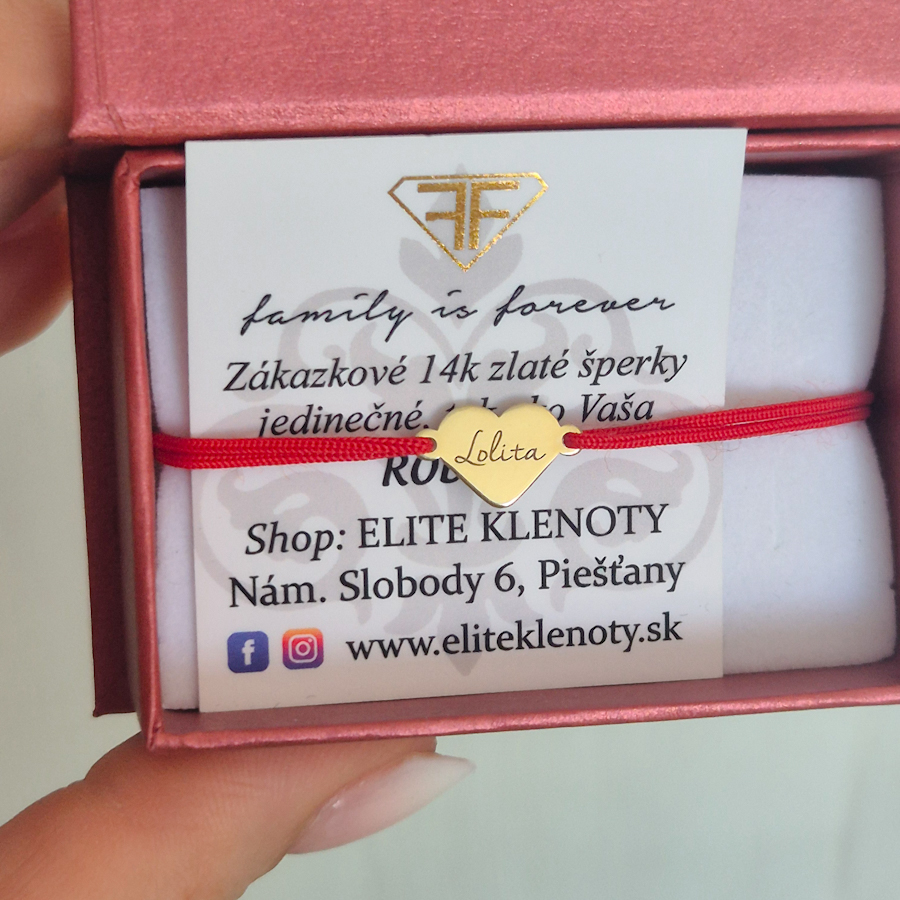 FF
family is forever
Zákazkové 14k zlaté šperky
jedinečné, Vaša
Lolita
Shop: ELITE KLENOTY
Nám. Slobody 6, Piešťany
f www.eliteklenoty.sk